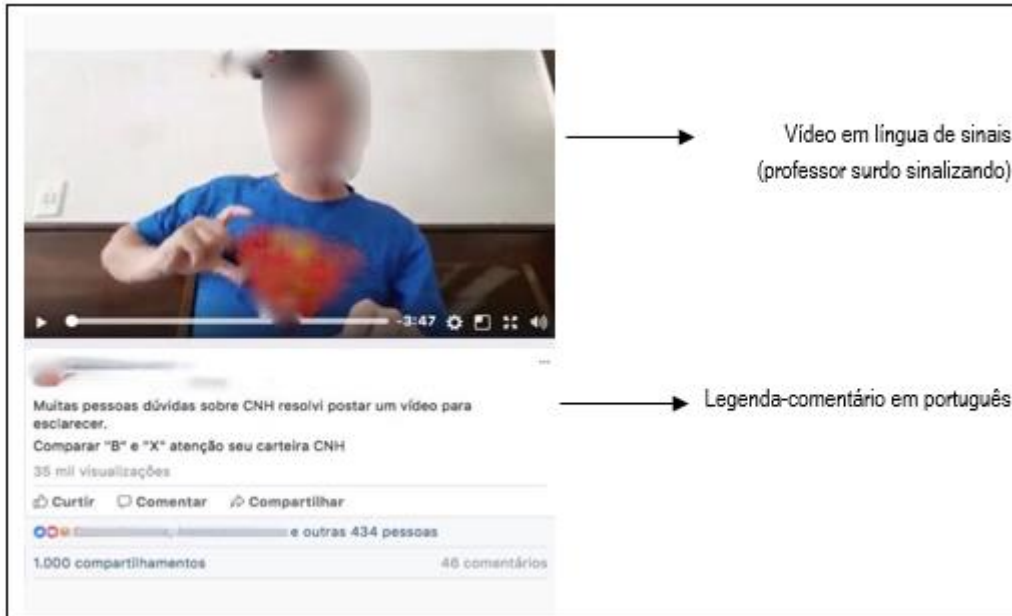 -3:47
Vídeo em língua de sinais
(professor surdo sinalizando)
Muitas pessoas dúvidas sobre CNH resolvi postar um vídeo para
esclarecer.
Comparar "B" e "X" atenção seu carteira CNH
Legenda-comentário em português
35 mil visualizações
Curtir Comentar Compartilhar
e outras 434 pessoas
1.000 compartilhamentos 46 comentários